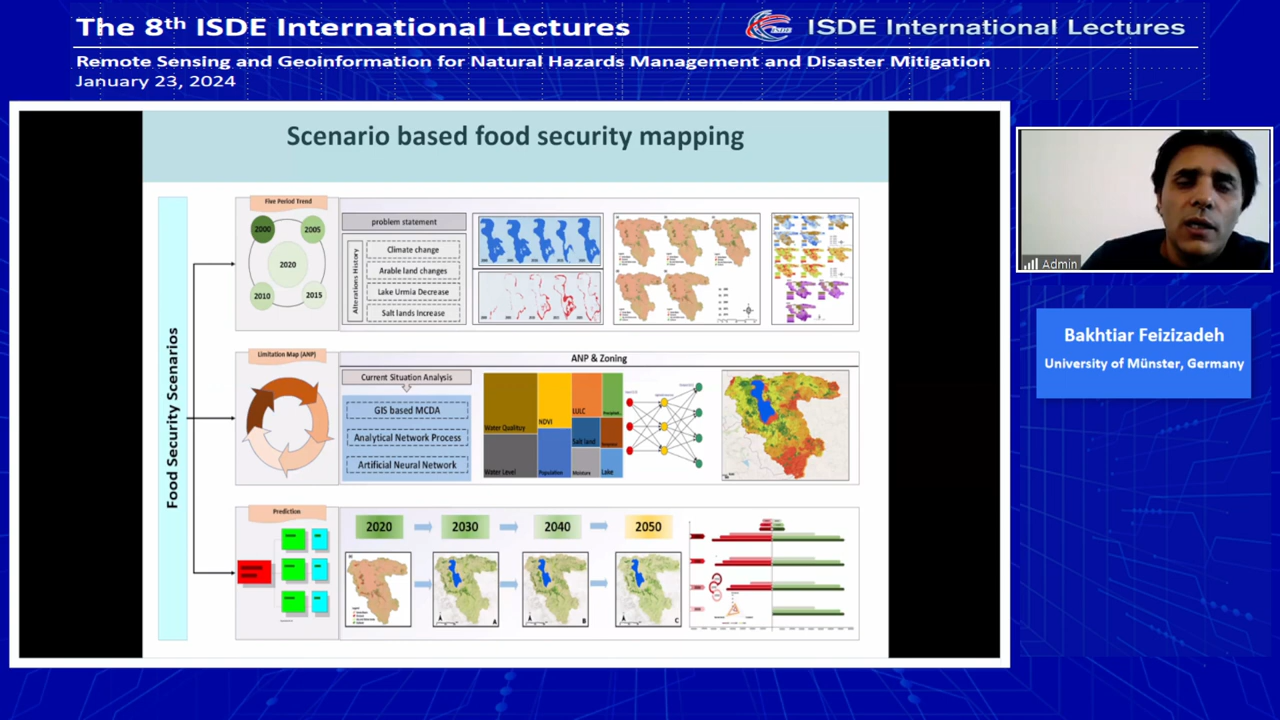 The 8th ISDE International Lectures
ISDE
ISDE International Lectures
Remote Sensing and Geoinformation for Natural Hazards Management and Disaster Mitigation
January 23, 2024
Scenario based food security mapping
Food Security Scenarios
Five Period Trend
2000
2005
2020
2010
2015
problem statement
Alterations History
Climate change
Arable land changes
Lake Urmia Decrease
Salt lands Increase
Limitation Map (ANP)
ANP & Zoning
Current Situation Analysis
GIS based MCDA
Analytical Network Process
Artificial Neural Network
Water Quality
NDVI
LULC
Salt land
Water Level
Population
Moisture
Lake
Prediction
2020
2030
2040
2050
A
B
C
Admin
Bakhtiar Feizizadeh
University of Münster, Germany